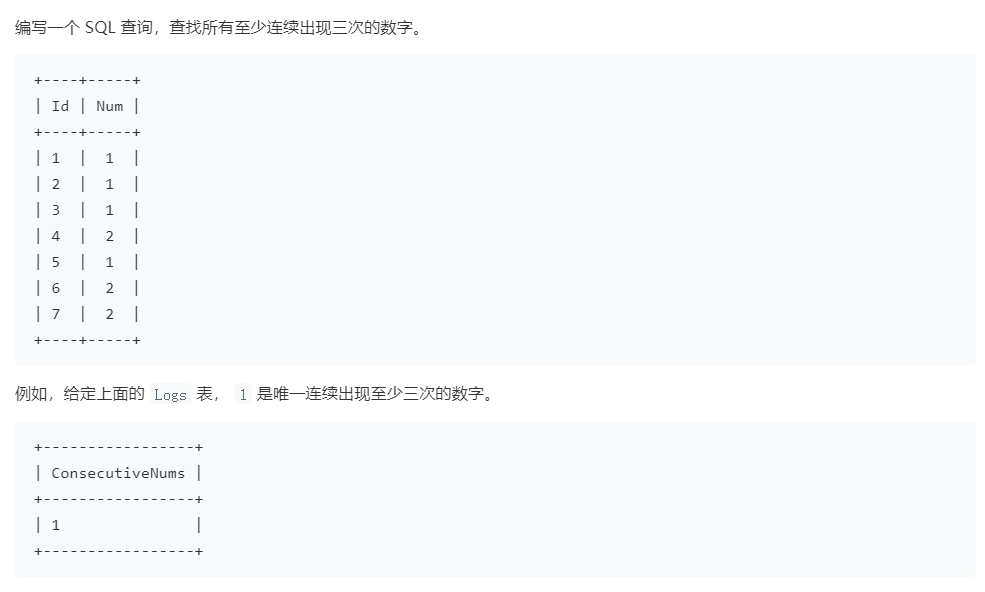 编写一个 SQL 查询，查找所有至少连续出现三次的数字。
+----+-----+
| Id | Num |
+----+-----+
| 1  |  1  |
| 2  |  1  |
| 3  |  1  |
| 4  |  2  |
| 5  |  1  |
| 6  |  2  |
| 7  |  2  |
+----+-----+
例如，给定上面的 Logs 表， 1 是唯一连续出现至少三次的数字。
+-----------------+
| ConsecutiveNums |
+-----------------+
| 1               |
+-----------------+